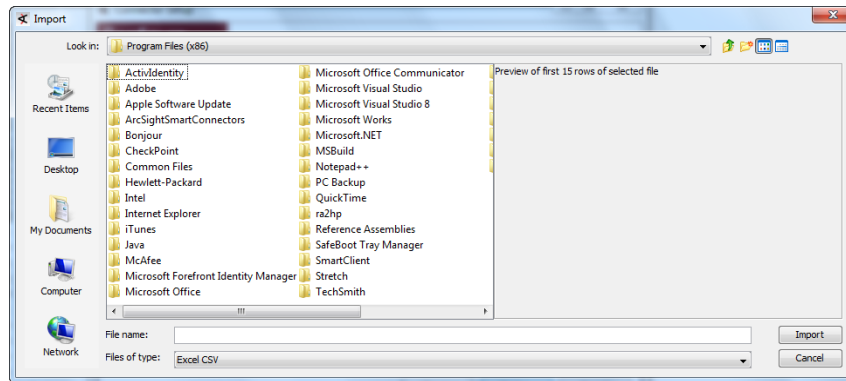 Import
Look in: Program Files (x86)
Recent Items
Desktop
My Documents
Computer
Network
ActivIdentity
Adobe
Apple Software Update
ArcSightSmartConnectors
Bonjour
CheckPoint
Common Files
Hewlett-Packard
Intel
Internet Explorer
iTunes
Java
McAfee
Microsoft Forefront Identity Manager
Microsoft Office
Microsoft Office Communicator
Microsoft Visual Studio
Microsoft Visual Studio 8
Microsoft Works
Microsoft.NET
MSBuild
Notepad++
PC Backup
QuickTime
ra2hp
Reference Assemblies
SafeBoot Tray Manager
SmartClient
Stretch
TechSmith
Preview of first 15 rows of selected file
File name:
Import
Files of type: Excel CSV
Cancel